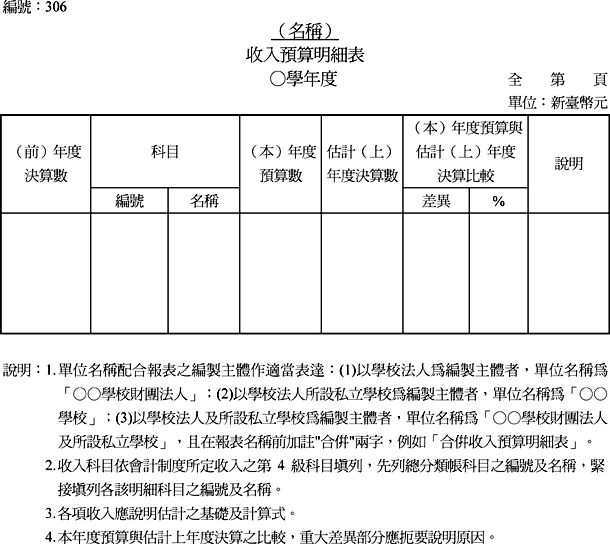 編號：306
（名稱）
收入預算明細表
○學年度
全　第　頁
單位：新臺幣元
（前）年度
決算數
科目
編號
名稱
（本）年度
預算數
估計（上）
年度決算數
（本）年度預算與
估計（上）年度
決算比較
差異
%
說明
說明：1.單位名稱配合報表之編製主體作適當表達：(1)以學校法人為編製主體者，單位名稱為
「○○學校財團法人」；(2)以學校法人所設私立學校為編製主體者，單位名稱為「○○
學校」；(3)以學校法人及所設私立學校為編製主體者，單位名稱為「○○學校財團法人
及所設私立學校」，且在報表名稱前加註"合併"兩字，例如「合併收入預算明細表」。
2.收入科目依會計制度所定收入之第 4 級科目填列，先列總分類帳科目之編號及名稱，緊
接填列各該明細科目之編號及名稱。
3.各項收入應說明估計之基礎及計算式。
4.本年度預算與估計上年度決算之比較，重大差異部分應扼要說明原因。